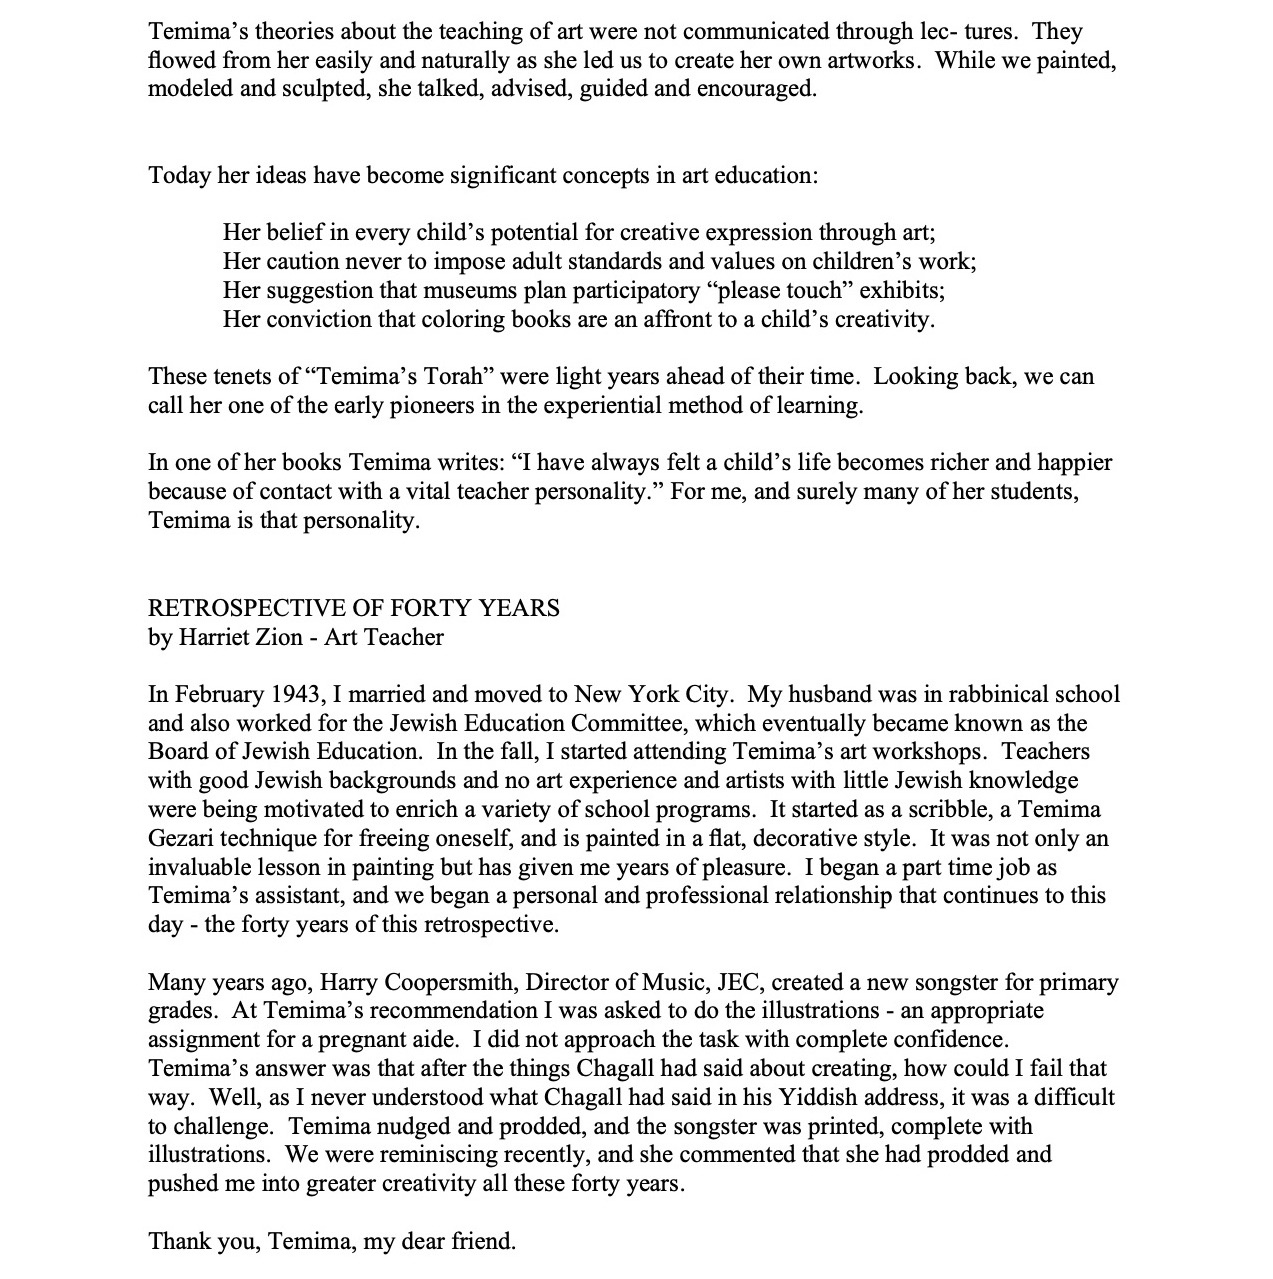 Temima’s theories about the teaching of art were not communicated through lec- tures.  They
flowed from her easily and naturally as she led us to create her own artworks.  While we painted,
modeled and sculpted, she talked, advised, guided and encouraged.
Today her ideas have become significant concepts in art education:
Her belief in every child’s potential for creative expression through art;
Her caution never to impose adult standards and values on children’s work;
Her suggestion that museums plan participatory “please touch” exhibits;
Her conviction that coloring books are an affront to a child’s creativity.
These tenets of “Temima’s Torah” were light years ahead of their time.  Looking back, we can
call her one of the early pioneers in the experiential method of learning.
In one of her books Temima writes: “I have always felt a child’s life becomes richer and happier
because of contact with a vital teacher personality.” For me, and surely many of her students,
Temima is that personality.
RETROSPECTIVE OF FORTY YEARS
by Harriet Zion - Art Teacher
In February 1943, I married and moved to New York City.  My husband was in rabbinical school
and also worked for the Jewish Education Committee, which eventually became known as the
Board of Jewish Education.  In the fall, I started attending Temima’s art workshops.  Teachers
with good Jewish backgrounds and no art experience and artists with little Jewish knowledge
were being motivated to enrich a variety of school programs.  It started as a scribble, a Temima
Gezari technique for freeing oneself, and is painted in a flat, decorative style.  It was not only an
invaluable lesson in painting but has given me years of pleasure.  I began a part time job as
Temima’s assistant, and we began a personal and professional relationship that continues to this
day - the forty years of this retrospective.
Many years ago, Harry Coopersmith, Director of Music, JEC, created a new songster for primary
grades.  At Temima’s recommendation I was asked to do the illustrations - an appropriate
assignment for a pregnant aide.  I did not approach the task with complete confidence.
Temima’s answer was that after the things Chagall had said about creating, how could I fail that
way.  Well, as I never understood what Chagall had said in his Yiddish address, it was a difficult
to challenge.  Temima nudged and prodded, and the songster was printed, complete with
illustrations.  We were reminiscing recently, and she commented that she had prodded and
pushed me into greater creativity all these forty years.
Thank you, Temima, my dear friend.